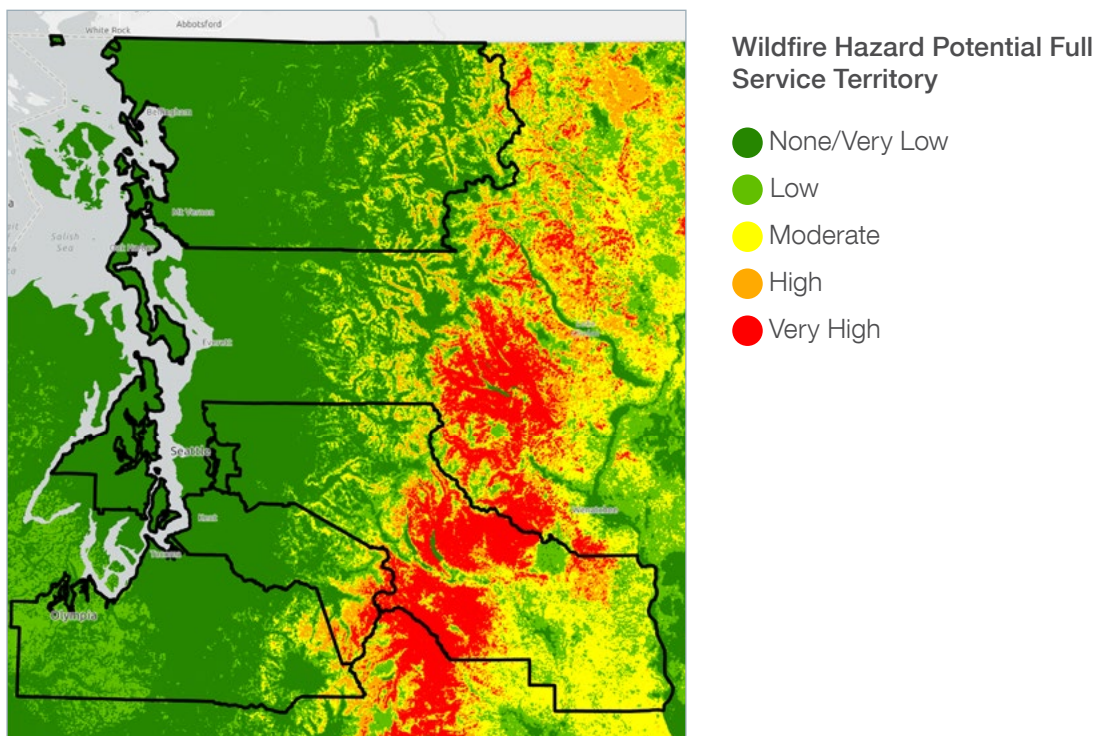 White Rock
Abbotsford
Wildfire Hazard Potential Full
Service Territory
None/Very Low
Low
Moderate
High
Very High
Bellingham
Mt Vernon
Salish
Sea
Oak Harbor
Everett
Seattle
Wenatchee
Kent
Tacoma
Olympia